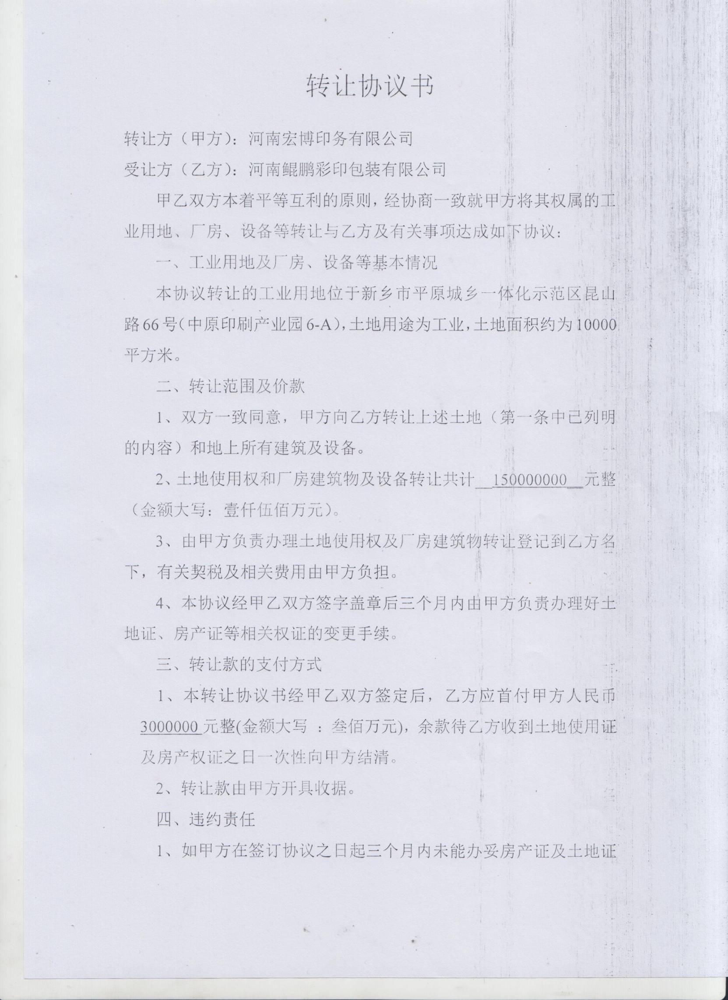 转让协议书
转让方（甲方）：河南宏博印务有限公司
受让方（乙方）：河南鲲鹏彩印包装有限公司
甲乙双方本着平等互利的原则，经协商一致就甲方将其权属的工
业用地、厂房、设备等转让与乙方及有关事项达成如下协议：
一、工业用地及厂房、设备等基本情况
本协议转让的工业用地位于新乡市平原城乡一体化示范区昆山
路66号（中原印刷产业园6-A），土地用途为工业，土地面积约为10000
平方米。
二、转让范围及价款
1、双方一致同意，甲方向乙方转让上述土地（第一条中已列明
的内容）和地上所有建筑及设备。
2、土地使用权和厂房建筑物及设备转让共计__150000000__元整
（金额大写：壹仟伍佰万元）。
3、由甲方负责办理土地使用权及厂房建筑物转让登记到乙方名
下，有关契税及相关费用由甲方负担。
4、本协议经甲乙双方签字盖章后三个月内由甲方负责办理好土
地证、房产证等相关权证的变更手续。
三、转让款的支付方式
1、本转让协议书经甲乙双方签定后，乙方应首付甲方人民币
3000000 元整(金额大写 ：叁佰万元)，余款待乙方收到土地使用证
及房产权证之日一次性向甲方结清。
2、转让款由甲方开具收据。
四、违约责任
1、如甲方在签订协议之日起三个月内未能办妥房产证及土地证